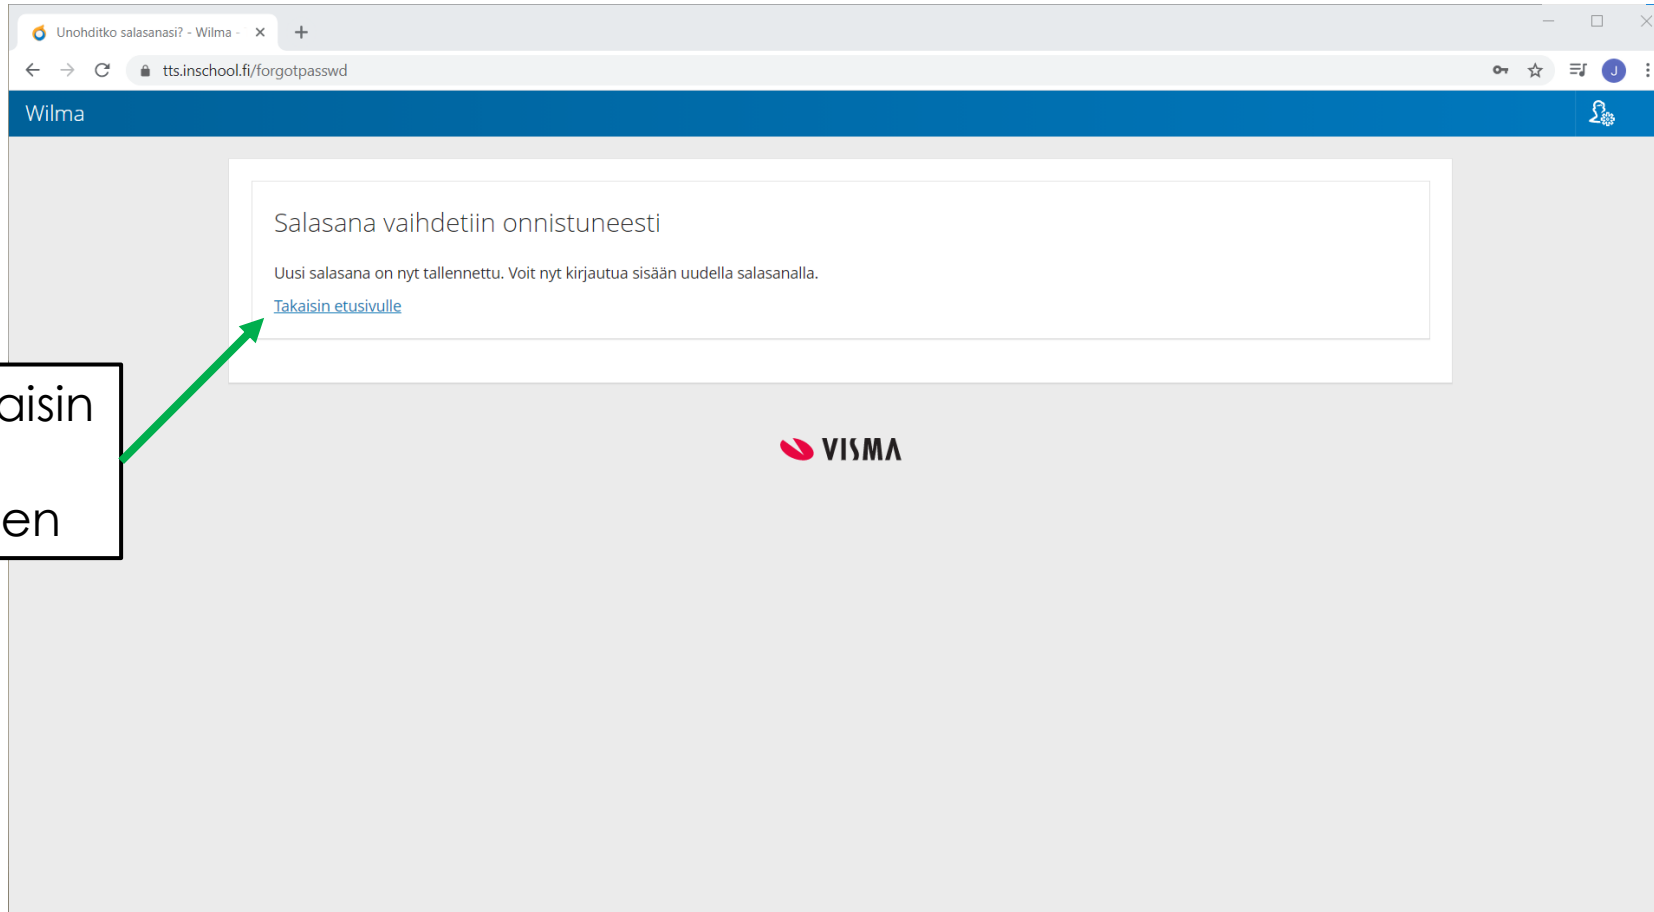 Unohditko salasanasi? - Wilma -
tts.inschool.fi/forgotpasswd
J
Wilma
Salasana vaihdetiin onnistuneesti
Uusi salasana on nyt tallennettu. Voit nyt kirjautua sisään uudella salasanalla.
Takaisin etusivulle
aisin
en
VISMA